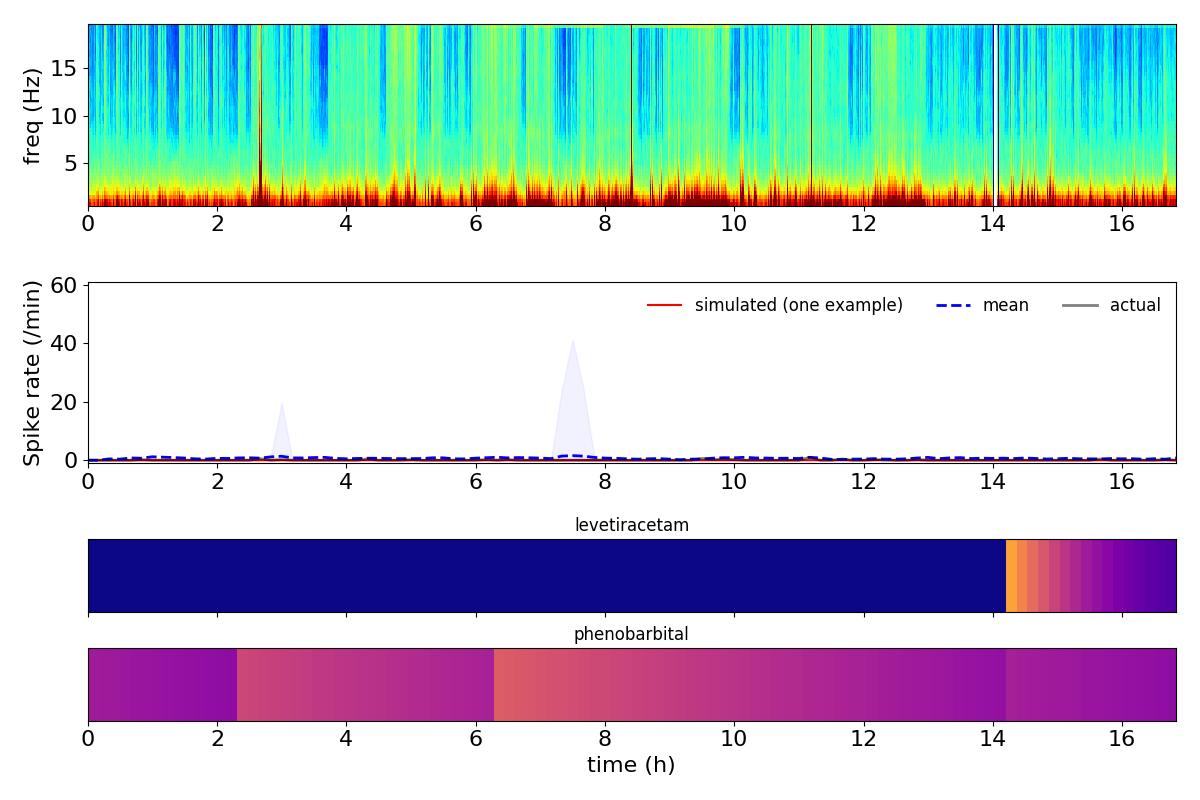 freq (Hz)
15
10
5
0 2 4 6 8 10 12 14 16
Spike rate (/min)
60
40
20
0
simulated (one example) mean actual
0 2 4 6 8 10 12 14 16
levetiracetam
phenobarbital
0 2 4 6 8 10 12 14 16
time (h)